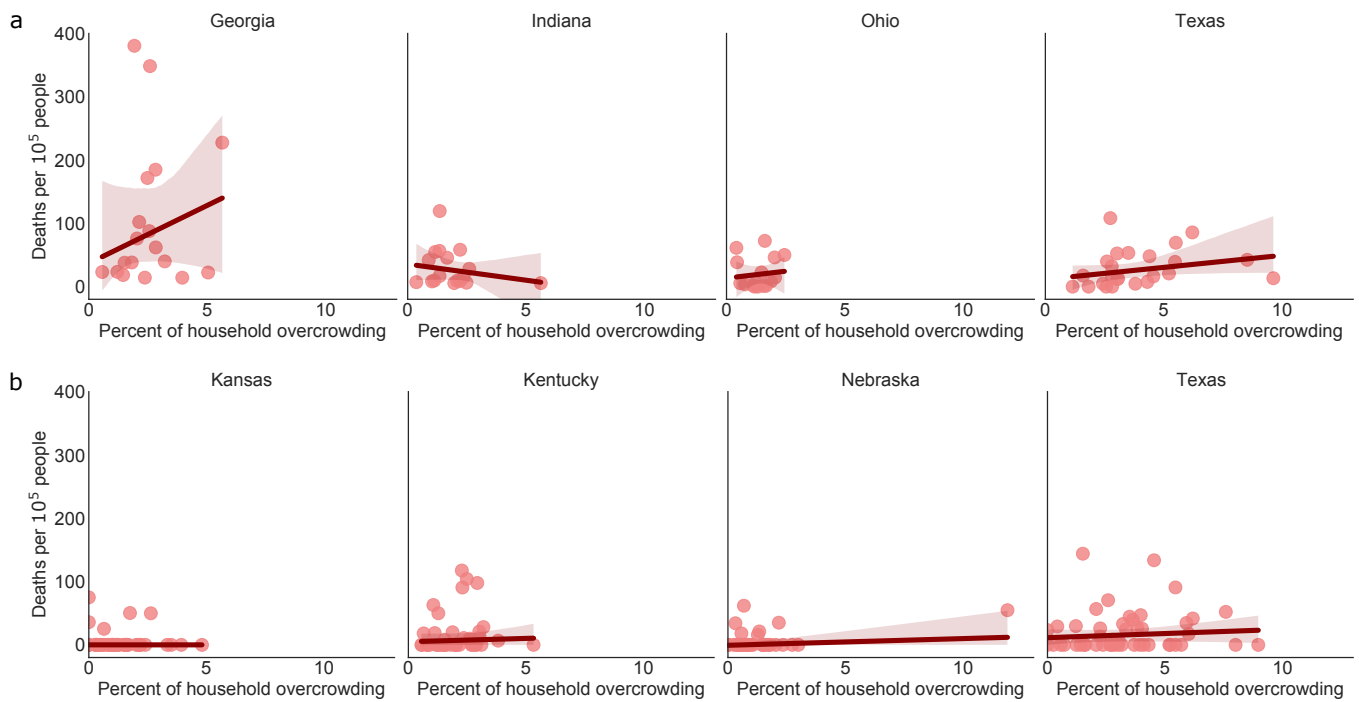 a
Georgia Indiana Ohio Texas
400
300
200
100
0
Deaths per 10⁵ people
0 5 10 0 5 10 0 5 10 0 5 10
Percent of household overcrowding Percent of household overcrowding Percent of household overcrowding Percent of household overcrowding
b
Kansas Kentucky Nebraska Texas
400
300
200
100
0
Deaths per 10⁵ people
0 5 10 0 5 10 0 5 10 0 5 10
Percent of household overcrowding Percent of household overcrowding Percent of household overcrowding Percent of household overcrowding